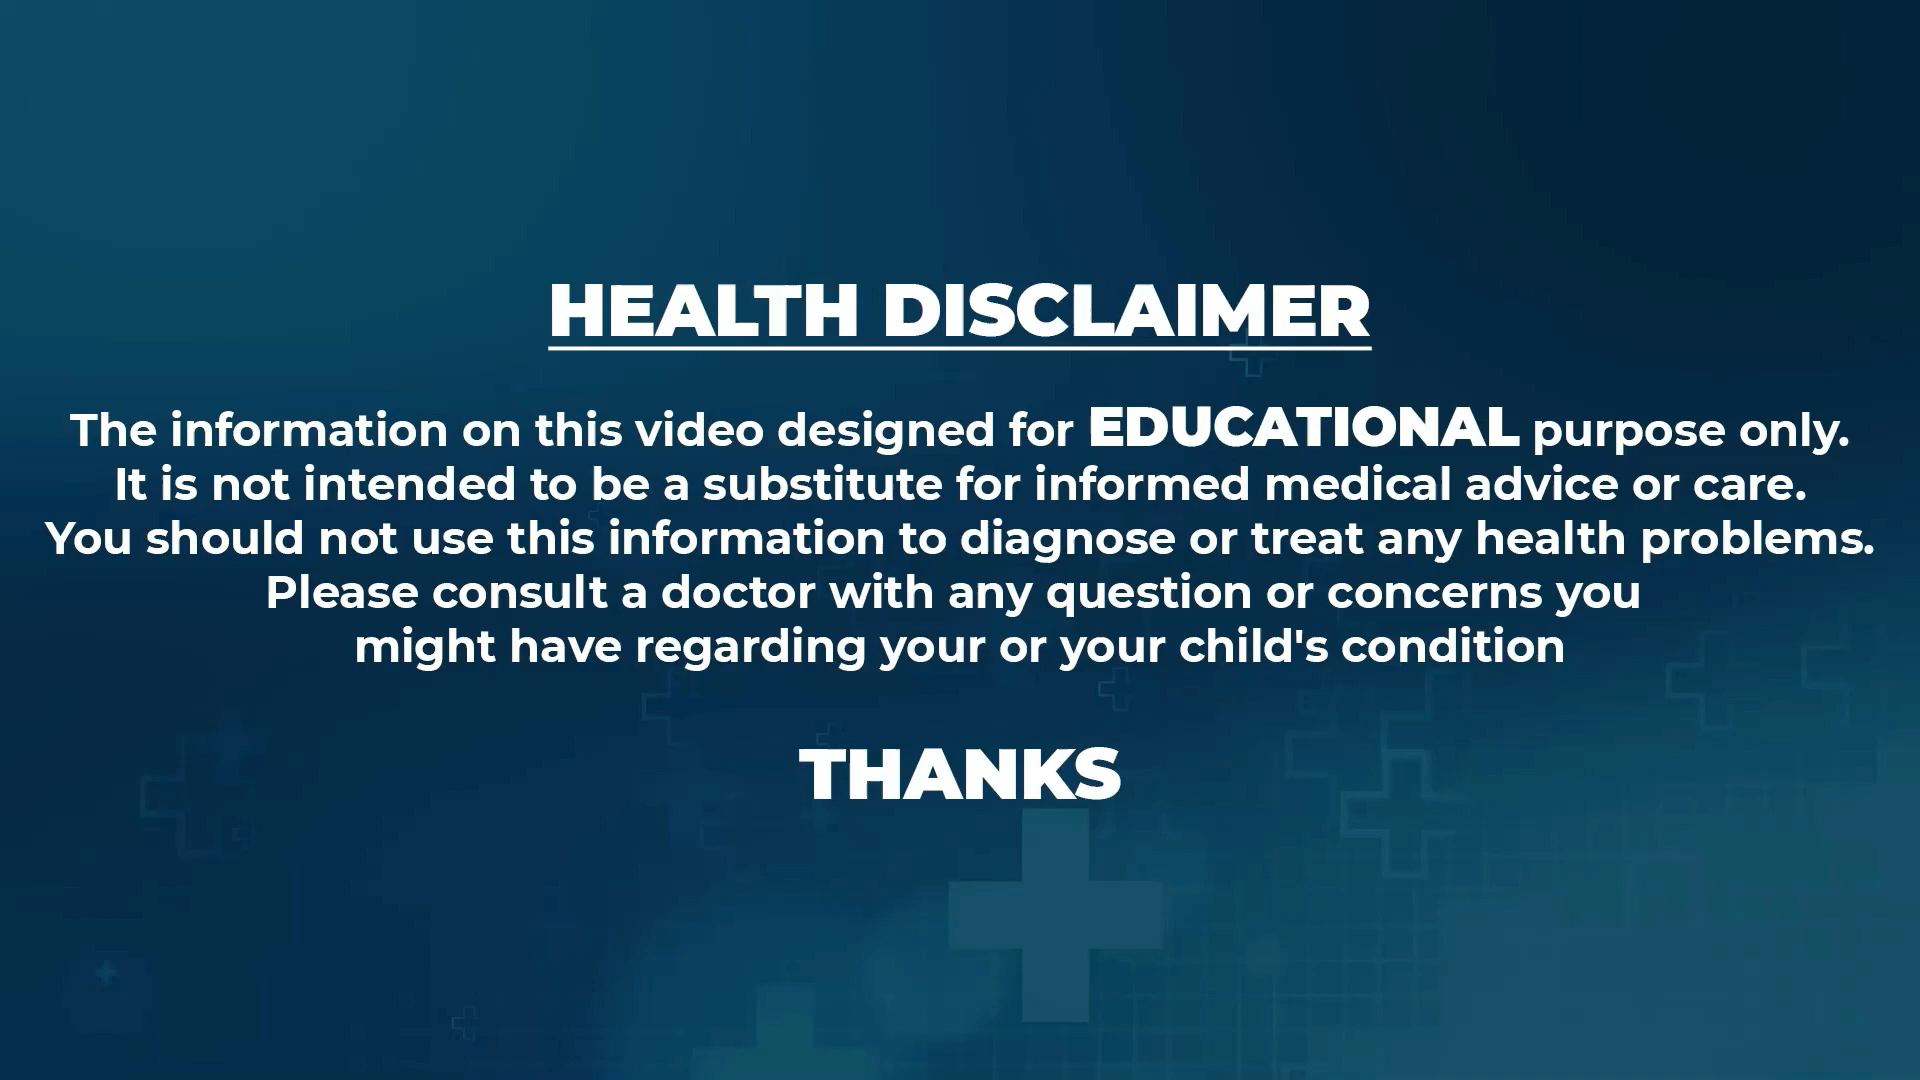 HEALTH DISCLAIMER
The information on this video designed for EDUCATIONAL purpose only.
It is not intended to be a substitute for informed medical advice or care.
You should not use this information to diagnose or treat any health problems.
Please consult a doctor with any question or concerns you
might have regarding your or your child's condition
THANKS